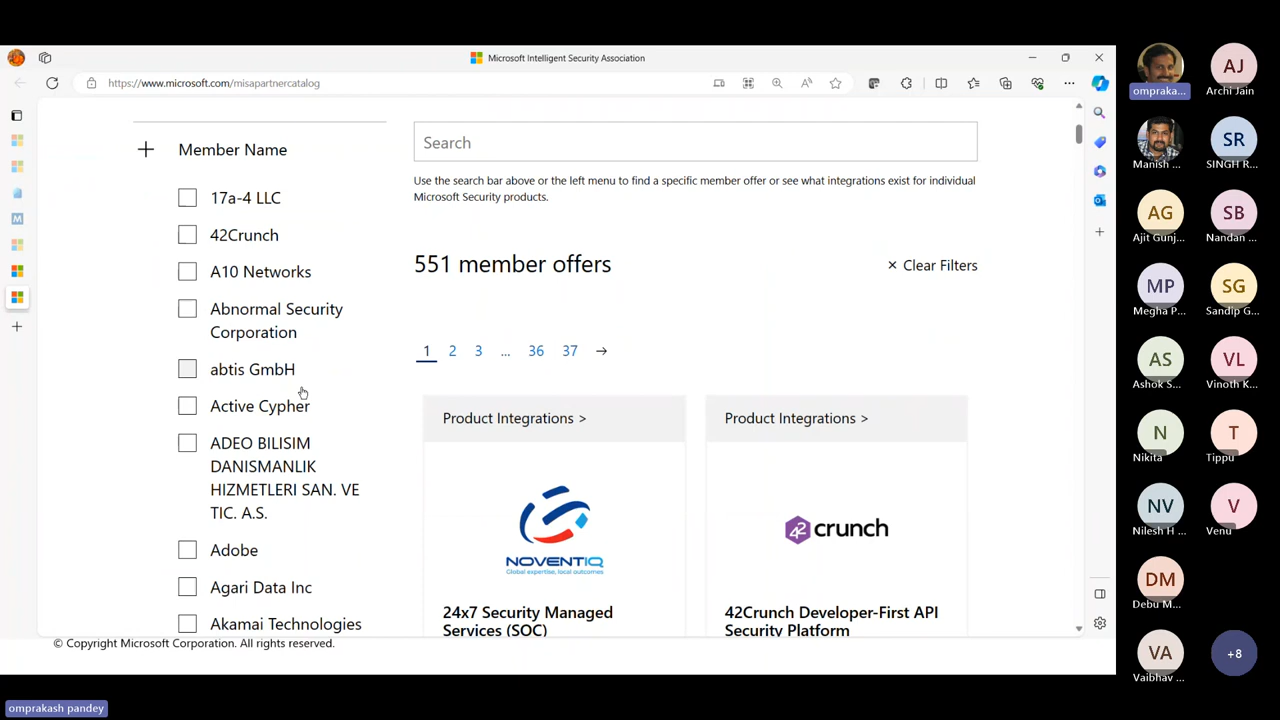 Microsoft Intelligent Security Association
https://www.microsoft.com/misapartnercatalog
Member Name
17a-4 LLC
42Crunch
A10 Networks
Abnormal Security
Corporation
abtis GmbH
Active Cypher
ADEO BILISIM
DANISMANLIK
HIZMETLERI SAN. VE
TIC. A.S.
Adobe
Agari Data Inc
Akamai Technologies
Search
Use the search bar above or the left menu to find a specific member offer or see what integrations exist for individual
Microsoft Security products.
551 member offers
× Clear Filters
1 2 3 ... 36 37 →
Product Integrations >
NOVENTIQ
Global expertise, local outcomes
24x7 Security Managed
Services (SOC)
Product Integrations >
42 crunch
42Crunch Developer-First API
Security Platform
© Copyright Microsoft Corporation. All rights reserved.
omprakash pandey
ompraka...
AJ
Archi Jain
Manish ...
SR
SINGH R...
AG
Ajit Gunj...
SB
Nandan ...
MP
Megha P...
SG
Sandip G...
AS
Ashok S...
VL
Vinoth K...
N
Nikita
T
Tippu
NV
Nilesh H ...
V
Venu
DM
Debu M...
VA
Vaibhav ...
+8